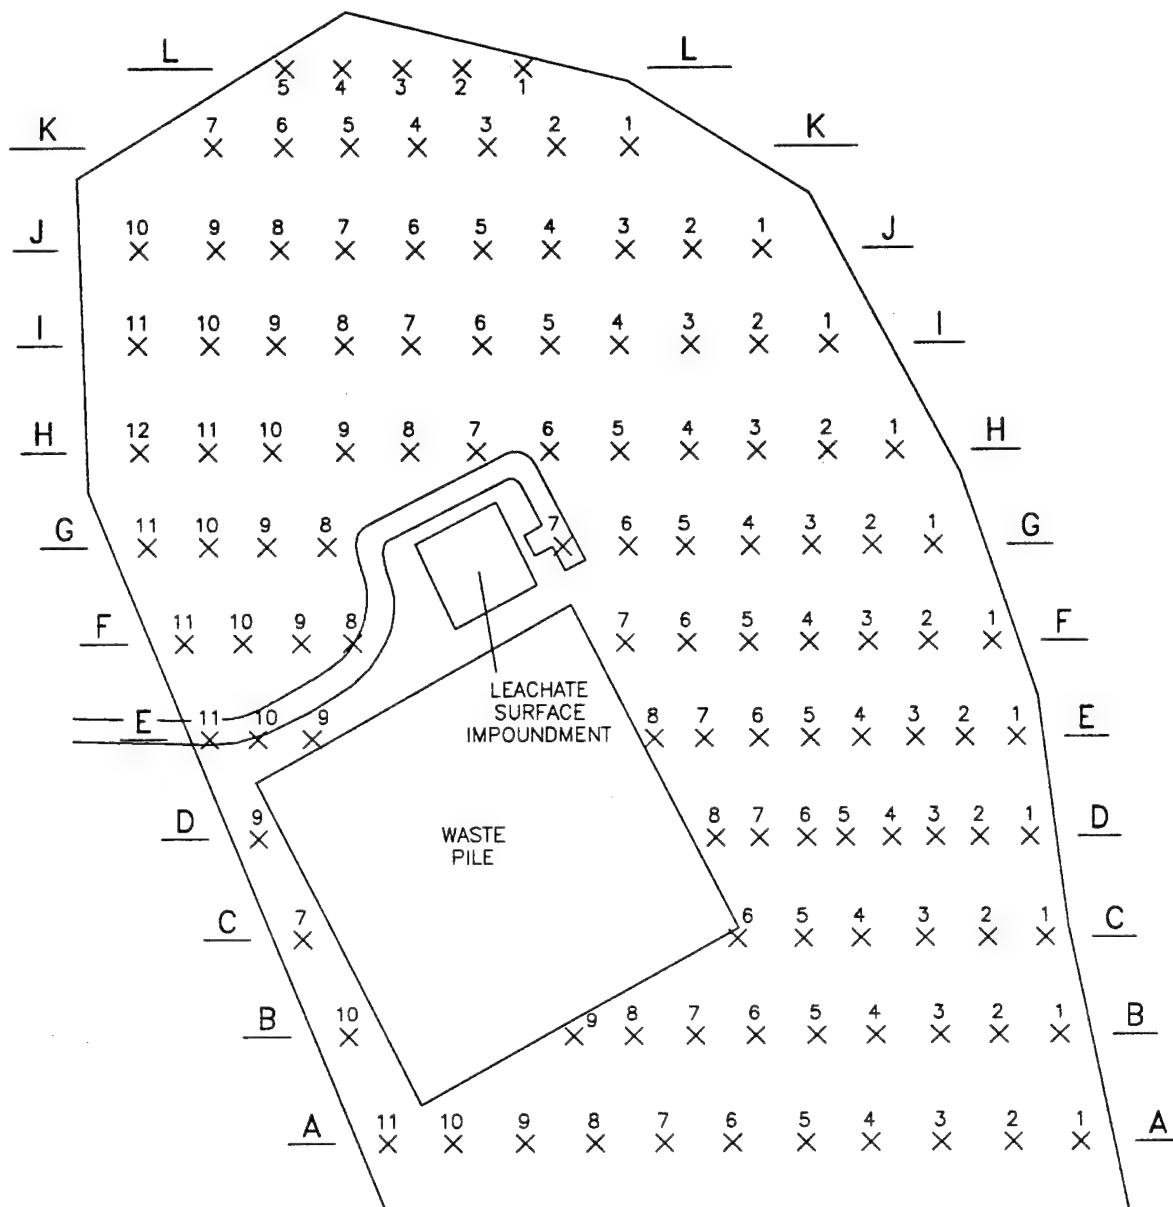 L L
5 4 3 2 1
K 7 6 5 4 3 2 1 K
J 10 9 8 7 6 5 4 3 2 1 J
I 11 10 9 8 7 6 5 4 3 2 1 I
H 12 11 10 9 8 7 6 5 4 3 2 1 H
G 11 10 9 8 7 6 5 4 3 2 1 G
F 11 10 9 8 7 6 5 4 3 2 1 F
LEACHATE
SURFACE
IMPOUNDMENT
E 11 10 9 8 7 6 5 4 3 2 1 E
D 9 8 7 6 5 4 3 2 1 D
WASTE
PILE
C 7 6 5 4 3 2 1 C
B 10 9 8 7 6 5 4 3 2 1 B
A 11 10 9 8 7 6 5 4 3 2 1 A